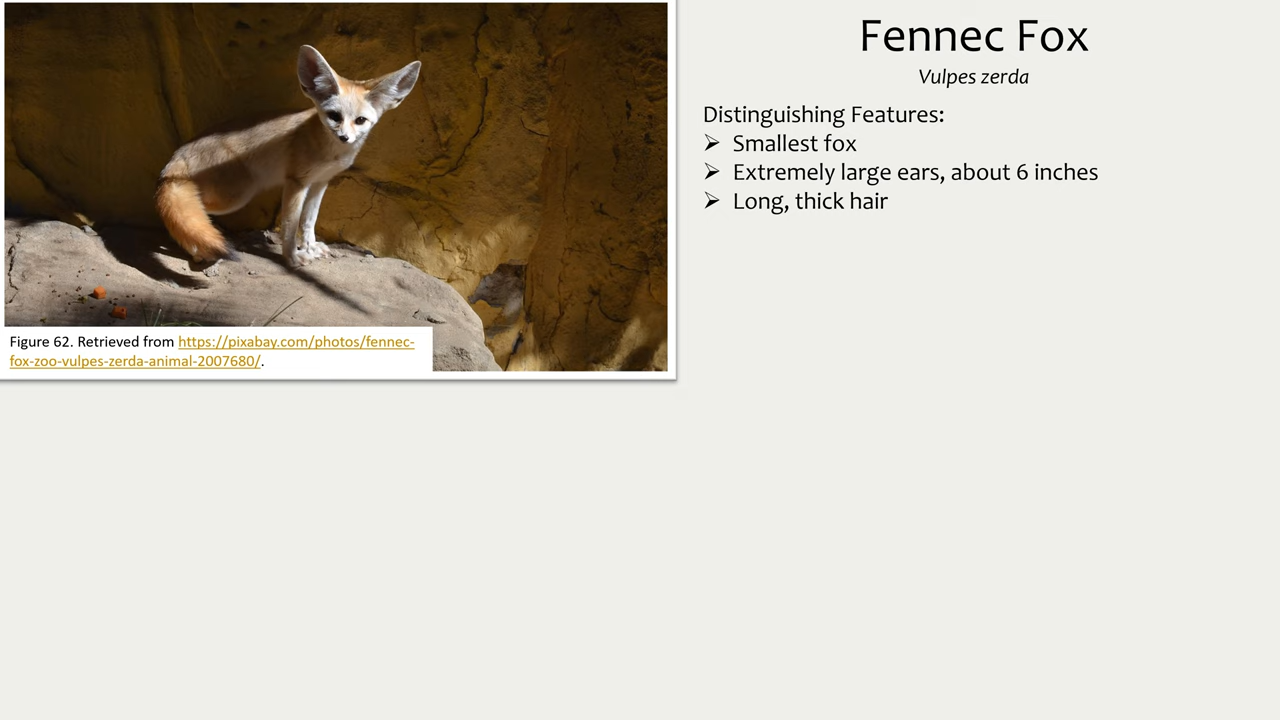 Fennec Fox
Vulpes zerda
Distinguishing Features:
➢ Smallest fox
➢ Extremely large ears, about 6 inches
➢ Long, thick hair
Figure 62. Retrieved from https://pixabay.com/photos/fennec-
fox-zoo-vulpes-zerda-animal-2007680/.